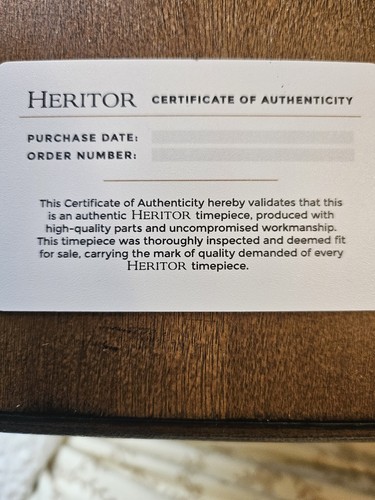 HERITOR CERTIFICATE OF AUTHENTICITY
PURCHASE DATE:
ORDER NUMBER:
This Certificate of Authenticity hereby validates that this
is an authentic HERITOR timepiece, produced with
high-quality parts and uncompromised workmanship.
This timepiece was thoroughly inspected and deemed fit
for sale, carrying the mark of quality demanded of every
HERITOR timepiece.